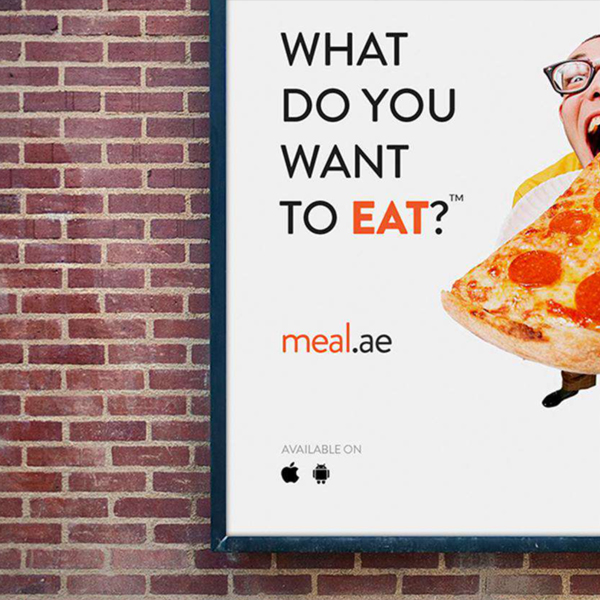 WHAT
DO YOU
WANT
TO EAT?™
meal.ae
AVAILABLE ON